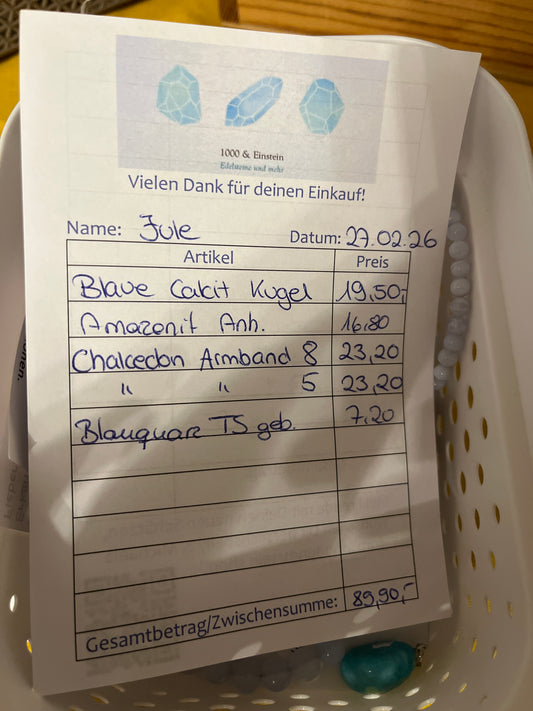 1000 & Einstein
Edelsteine und mehr
Vielen Dank für deinen Einkauf!
Name: Jule Datum: 27.02.26
Artikel Preis
Blaue Calcit Kugel 19,50,-
Amazonit Anh. 16,80
Chalcedon Armband 8 23,20
" " 5 23,20
Blauquarz TS geb. 7,20
Gesamtbetrag/Zwischensumme: 89,90,-